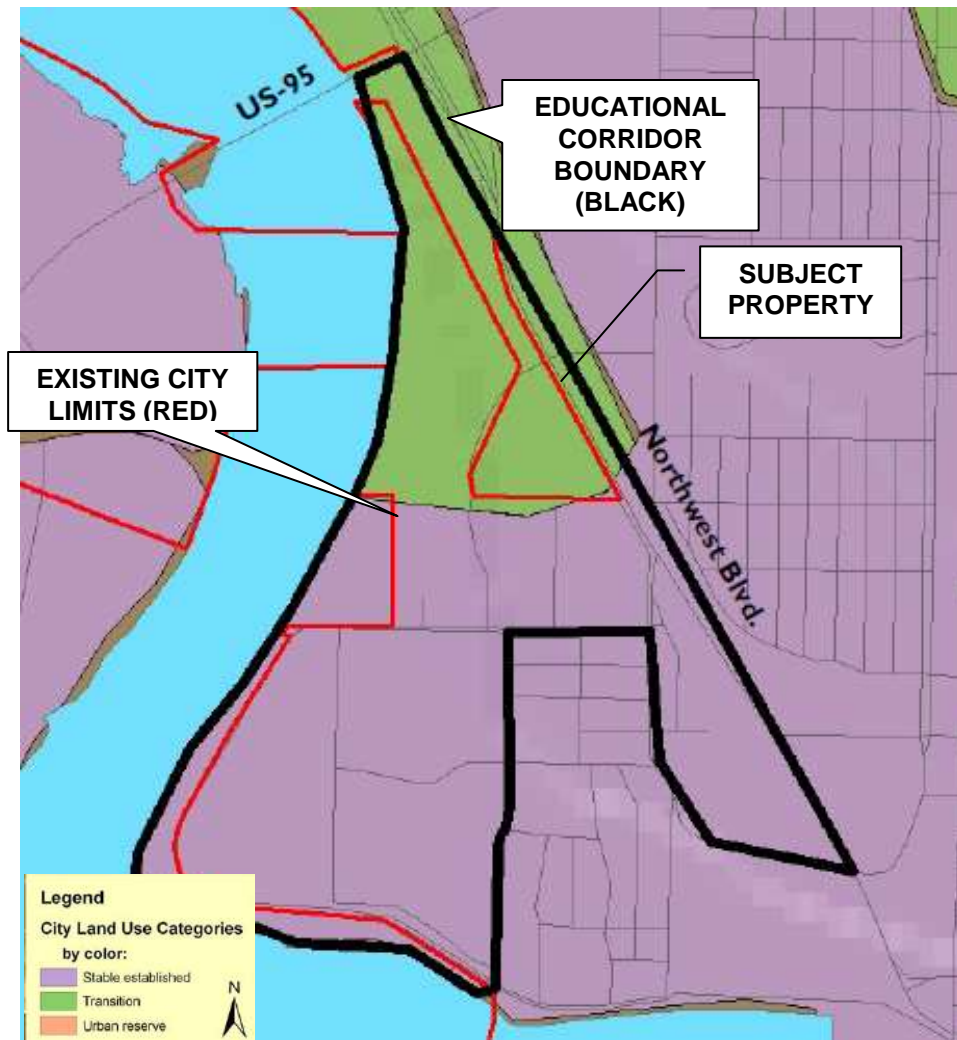 US-95
EDUCATIONAL
CORRIDOR
BOUNDARY
(BLACK)
SUBJECT
PROPERTY
EXISTING CITY
LIMITS (RED)
Northwest Blvd.
Legend
City Land Use Categories
by color:
Stable established
Transition
Urban reserve
N